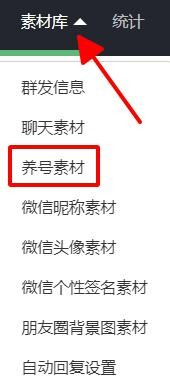 素材库 统计
群发信息
聊天素材
养号素材
微信昵称素材
微信头像素材
微信个性签名素材
朋友圈背景图素材
自动回复设置